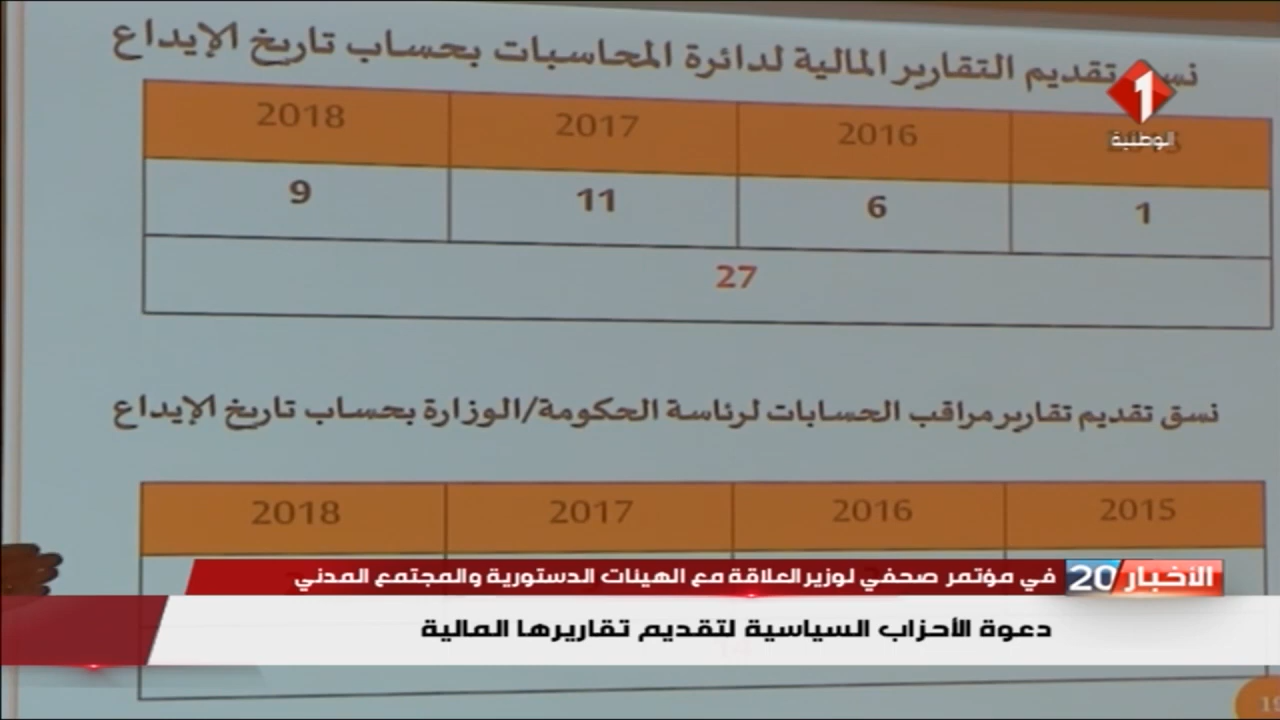 نسق تقديم التقارير المالية لدائرة المحاسبات بحساب تاريخ الإيداع
1
الوطنية
2016 2017 2018
1 6 11 9
27
نسق تقديم تقارير مراقب الحسابات لرئاسة الحكومة/الوزارة بحساب تاريخ الإيداع
2015 2016 2017 2018
الأخبار 20
في مؤتمر صحفي لوزير العلاقة مع الهيئات الدستورية والمجتمع المدني
دعوة الأحزاب السياسية لتقديم تقاريرها المالية